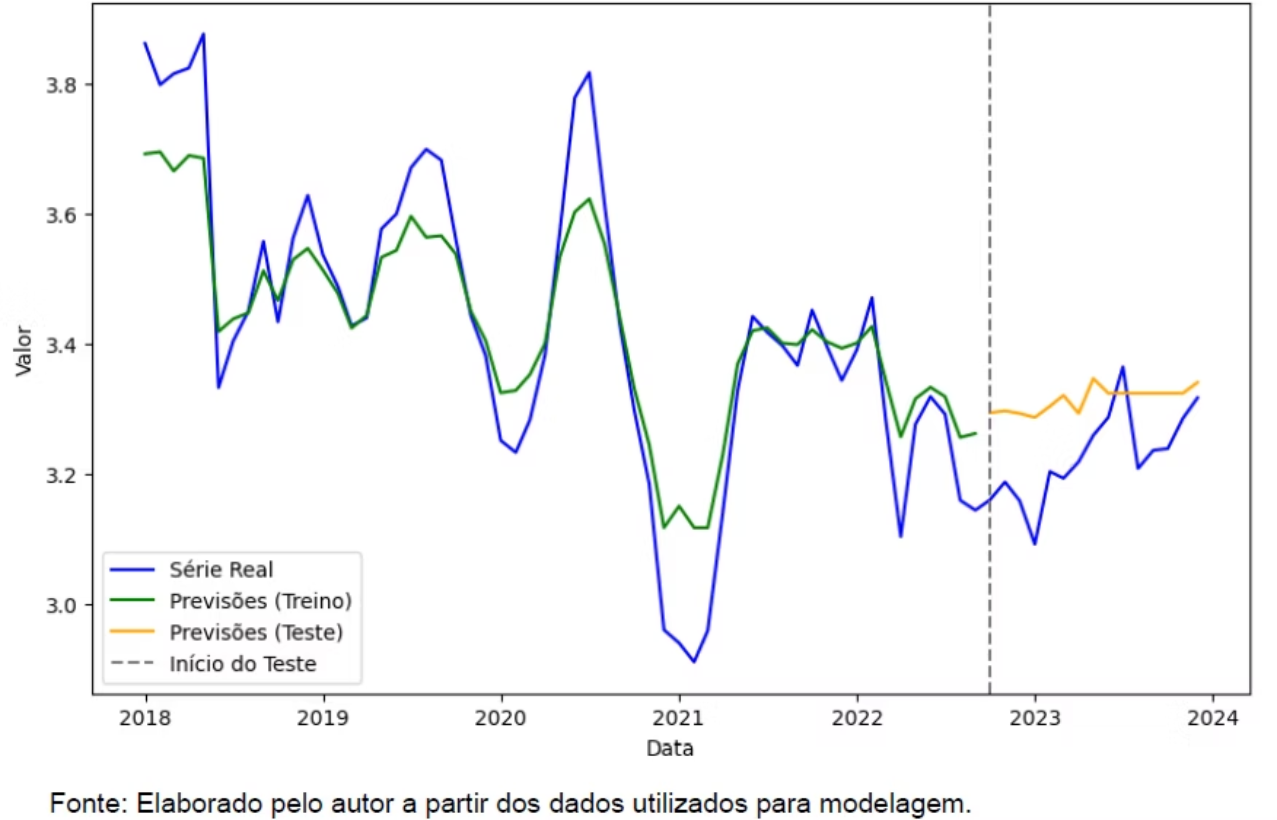 3.8
3.6
3.4
3.2
3.0
Valor
Série Real
Previsões (Treino)
Previsões (Teste)
Início do Teste
2018 2019 2020 2021 2022 2023 2024
Data
Fonte: Elaborado pelo autor a partir dos dados utilizados para modelagem.